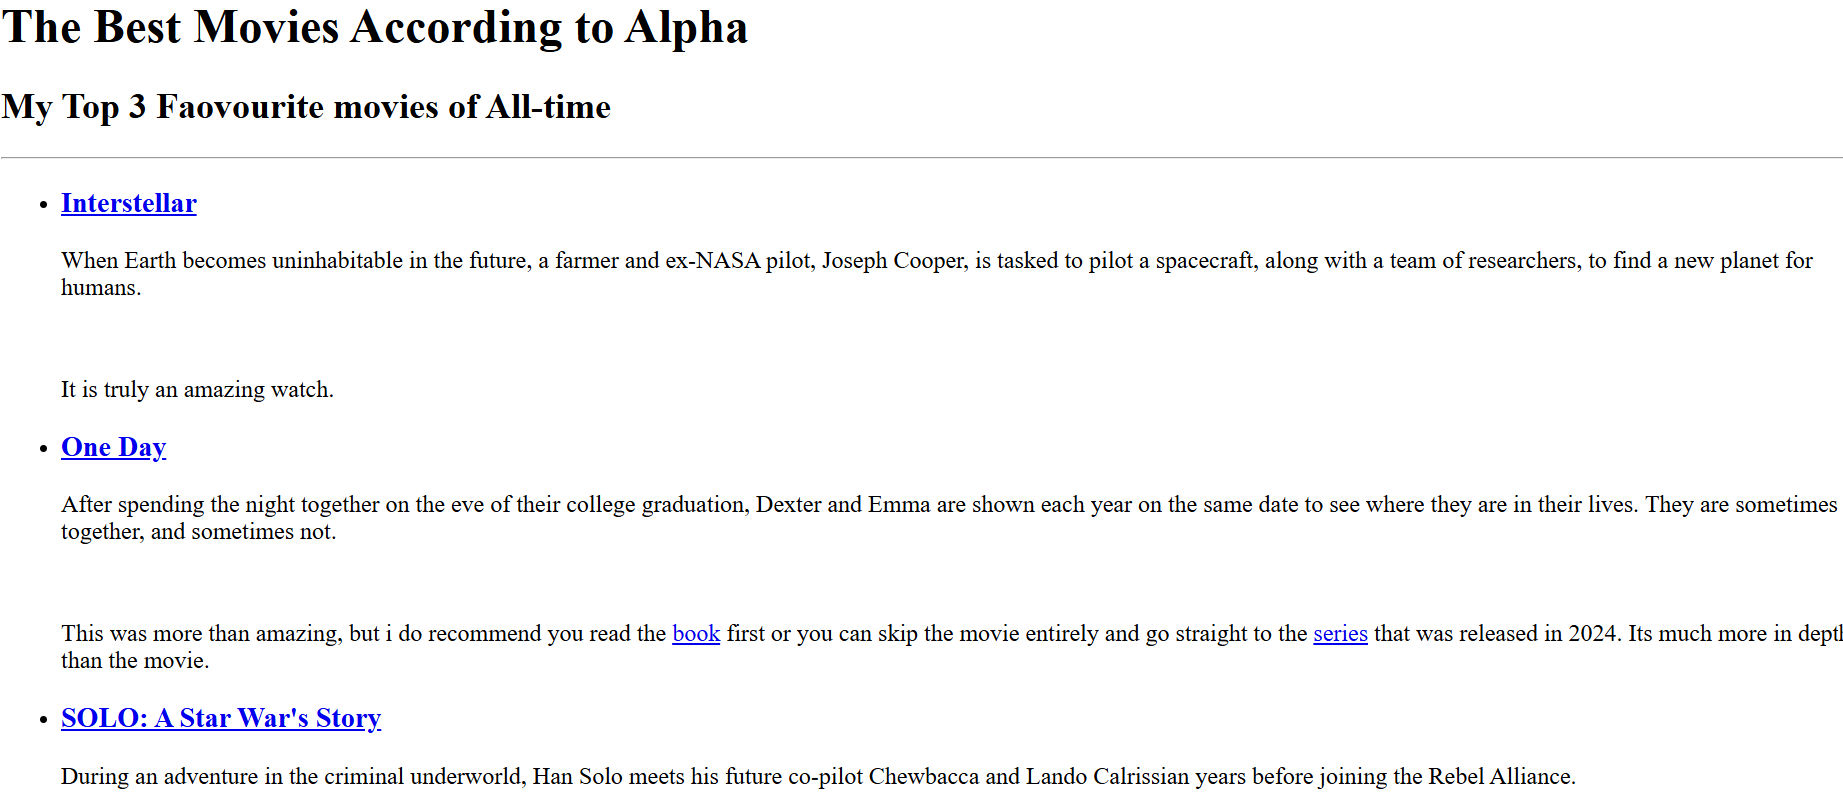 The Best Movies According to Alpha
My Top 3 Faovourite movies of All-time
Interstellar
When Earth becomes uninhabitable in the future, a farmer and ex-NASA pilot, Joseph Cooper, is tasked to pilot a spacecraft, along with a team of researchers, to find a new planet for
humans.
It is truly an amazing watch.
One Day
After spending the night together on the eve of their college graduation, Dexter and Emma are shown each year on the same date to see where they are in their lives. They are sometimes
together, and sometimes not.
This was more than amazing, but i do recommend you read the book first or you can skip the movie entirely and go straight to the series that was released in 2024. Its much more in depth
than the movie.
SOLO: A Star War's Story
During an adventure in the criminal underworld, Han Solo meets his future co-pilot Chewbacca and Lando Calrissian years before joining the Rebel Alliance.